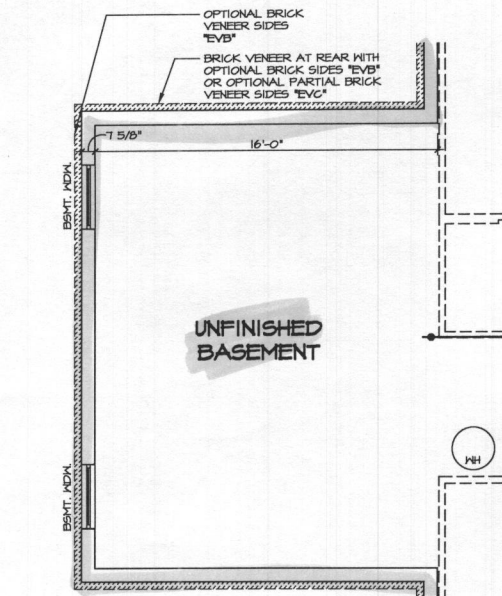 OPTIONAL BRICK
VENEER SIDES
"EVB"
BRICK VENEER AT REAR WITH
OPTIONAL BRICK SIDES "EVB"
OR OPTIONAL PARTIAL BRICK
VENEER SIDES "EVC"
7 5/8"
16'-0"
BSMT. WDW.
UNFINISHED
BASEMENT
WH
BSMT. WDW.